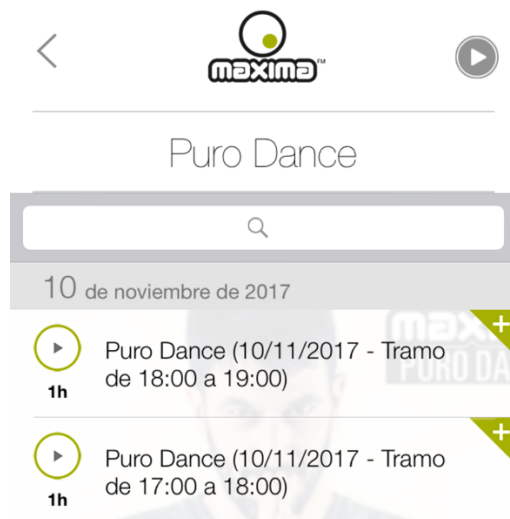 maxima FM
Puro Dance
10 de noviembre de 2017
maxi
PURO DA
Puro Dance (10/11/2017 - Tramo
de 18:00 a 19:00)
1h
Puro Dance (10/11/2017 - Tramo
de 17:00 a 18:00)
1h